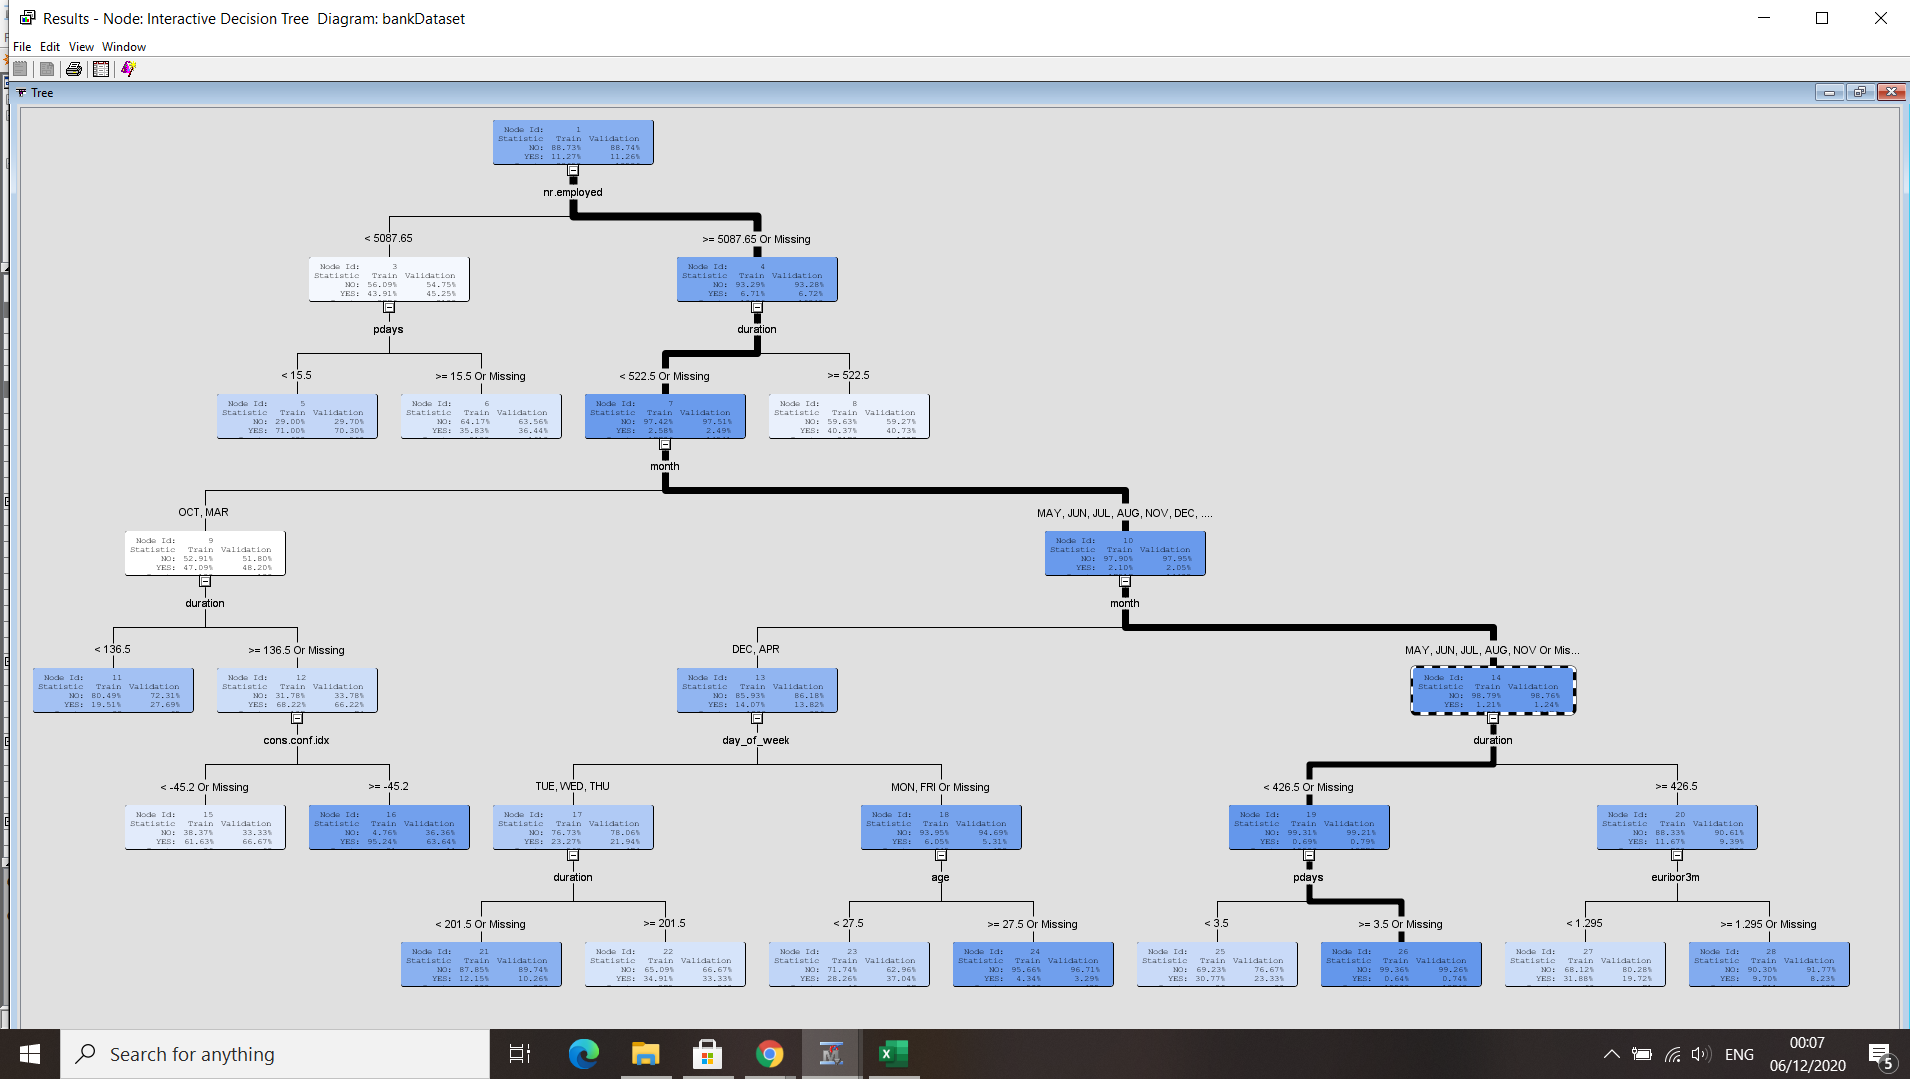 Results - Node: Interactive Decision Tree Diagram: bankDataset
File Edit View Window
Tree
Node Id: 1
Statistic Train Validation
NO: 88.73% 88.74%
YES: 11.27% 11.26%
nr.employed
< 5087.65
>= 5087.65 Or Missing
Node Id: 3
Statistic Train Validation
NO: 56.09% 54.75%
YES: 43.91% 45.25%
Node Id: 4
Statistic Train Validation
NO: 93.29% 93.28%
YES: 6.71% 6.72%
pdays
duration
< 15.5
>= 15.5 Or Missing
< 522.5 Or Missing
>= 522.5
Node Id: 5
Statistic Train Validation
NO: 29.00% 29.70%
YES: 71.00% 70.30%
Node Id: 6
Statistic Train Validation
NO: 64.17% 63.56%
YES: 35.83% 36.44%
Node Id: 7
Statistic Train Validation
NO: 97.42% 97.51%
YES: 2.58% 2.49%
Node Id: 8
Statistic Train Validation
NO: 59.63% 59.27%
YES: 40.37% 40.73%
month
OCT, MAR
MAY, JUN, JUL, AUG, NOV, DEC, ....
Node Id: 9
Statistic Train Validation
NO: 52.91% 51.80%
YES: 47.09% 48.20%
Node Id: 10
Statistic Train Validation
NO: 97.90% 97.95%
YES: 2.10% 2.05%
duration
month
< 136.5
>= 136.5 Or Missing
DEC, APR
MAY, JUN, JUL, AUG, NOV Or Mis...
Node Id: 11
Statistic Train Validation
NO: 80.49% 72.31%
YES: 19.51% 27.69%
Node Id: 12
Statistic Train Validation
NO: 31.78% 33.78%
YES: 68.22% 66.22%
Node Id: 13
Statistic Train Validation
NO: 85.93% 86.18%
YES: 14.07% 13.82%
Node Id: 14
Statistic Train Validation
NO: 98.79% 98.76%
YES: 1.21% 1.24%
cons.conf.idx
day_of_week
duration
< -45.2 Or Missing
>= -45.2
TUE, WED, THU
MON, FRI Or Missing
< 426.5 Or Missing
>= 426.5
Node Id: 15
Statistic Train Validation
NO: 38.37% 33.33%
YES: 61.63% 66.67%
Node Id: 16
Statistic Train Validation
NO: 4.76% 36.36%
YES: 95.24% 63.64%
Node Id: 17
Statistic Train Validation
NO: 76.73% 78.06%
YES: 23.27% 21.94%
Node Id: 18
Statistic Train Validation
NO: 93.95% 94.69%
YES: 6.05% 5.31%
Node Id: 19
Statistic Train Validation
NO: 99.31% 99.21%
YES: 0.69% 0.79%
Node Id: 20
Statistic Train Validation
NO: 88.33% 90.61%
YES: 11.67% 9.39%
duration
age
pdays
euribor3m
< 201.5 Or Missing
>= 201.5
< 27.5
>= 27.5 Or Missing
< 3.5
>= 3.5 Or Missing
< 1.295
>= 1.295 Or Missing
Node Id: 21
Statistic Train Validation
NO: 87.85% 89.74%
YES: 12.15% 10.26%
Node Id: 22
Statistic Train Validation
NO: 65.09% 66.67%
YES: 34.91% 33.33%
Node Id: 23
Statistic Train Validation
NO: 71.74% 62.96%
YES: 28.26% 37.04%
Node Id: 24
Statistic Train Validation
NO: 95.66% 96.71%
YES: 4.34% 3.29%
Node Id: 25
Statistic Train Validation
NO: 69.23% 76.67%
YES: 30.77% 23.33%
Node Id: 26
Statistic Train Validation
NO: 99.36% 99.26%
YES: 0.64% 0.74%
Node Id: 27
Statistic Train Validation
NO: 68.12% 80.28%
YES: 31.88% 19.72%
Node Id: 28
Statistic Train Validation
NO: 90.30% 91.77%
YES: 9.70% 8.23%
Search for anything
ENG
00:07
06/12/2020
5